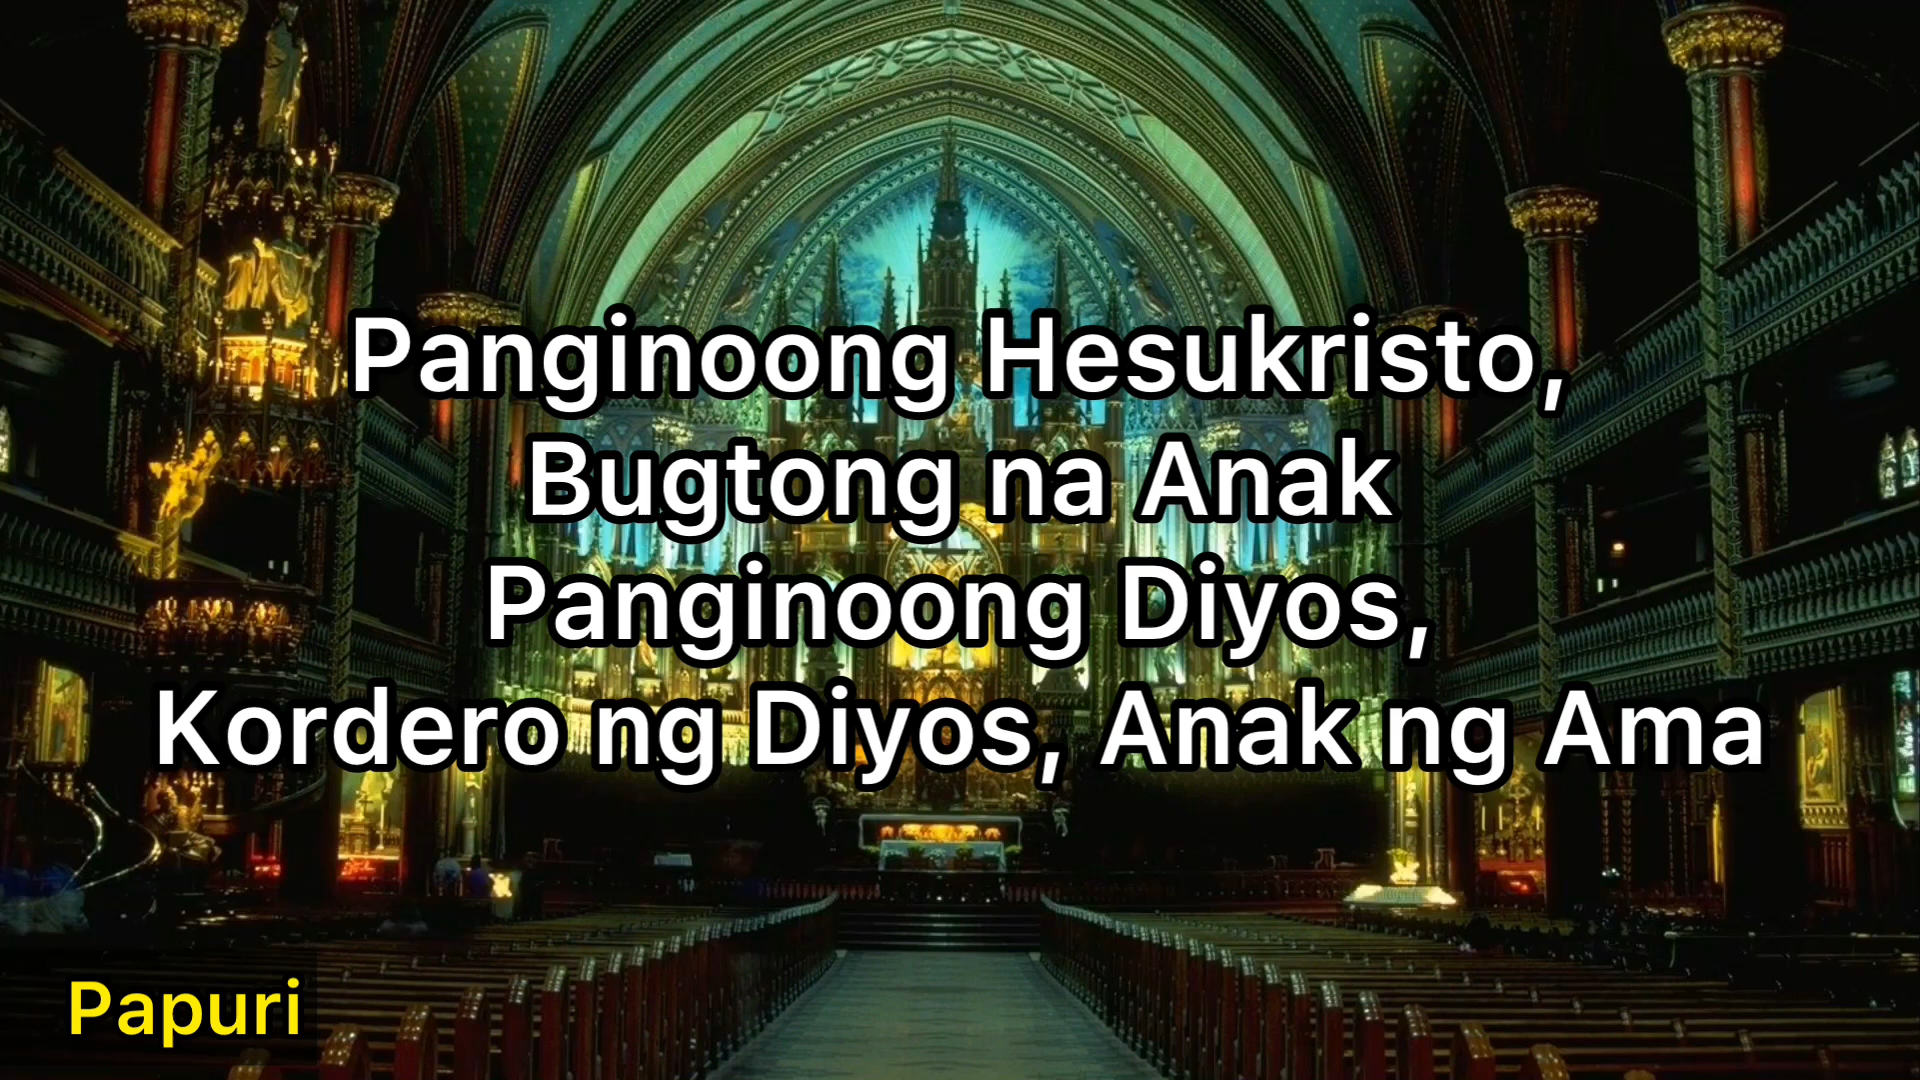 Panginoong Hesukristo,
Bugtong na Anak
Panginoong Diyos,
Kordero ng Diyos, Anak ng Ama
Papuri